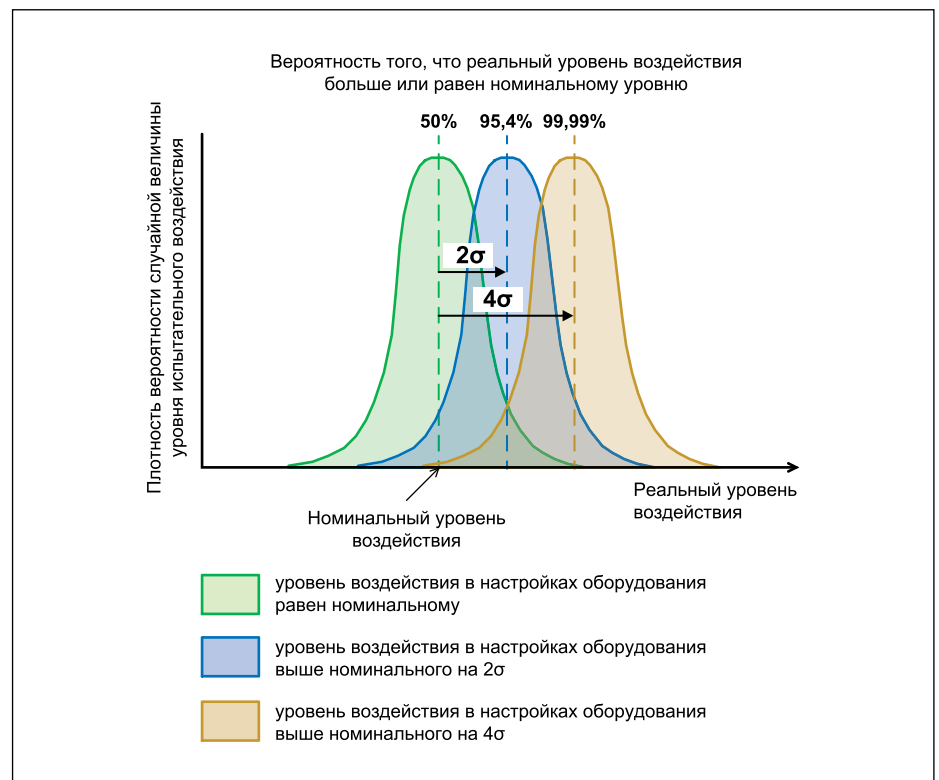 Вероятность того, что реальный уровень воздействия
больше или равен номинальному уровню
50% 95,4% 99,99%
Плотность вероятности случайной величины
уровня испытательного воздействия
2σ
4σ
Реальный уровень
воздействия
Номинальный уровень
воздействия
уровень воздействия в настройках оборудования
равен номинальному
уровень воздействия в настройках оборудования
выше номинального на 2σ
уровень воздействия в настройках оборудования
выше номинального на 4σ